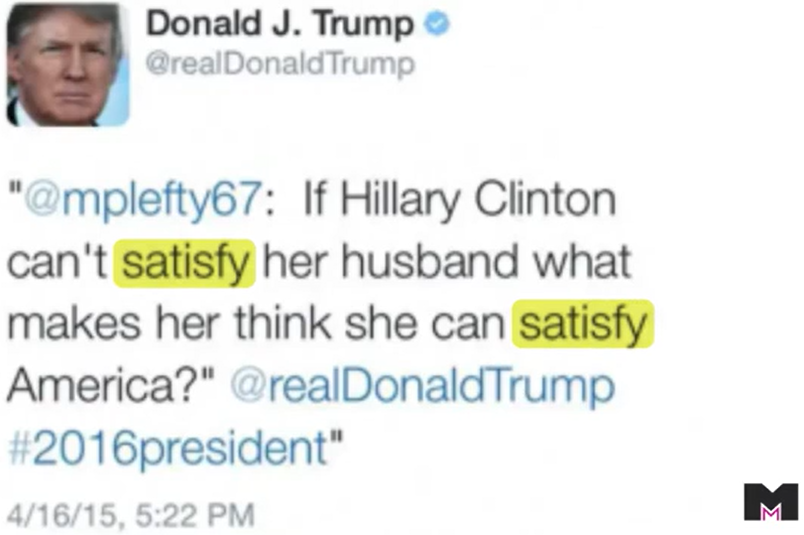 Donald J. Trump
@realDonaldTrump
"@mplefty67: If Hillary Clinton
can't satisfy her husband what
makes her think she can satisfy
America?" @realDonaldTrump
#2016president"
4/16/15, 5:22 PM
M
M